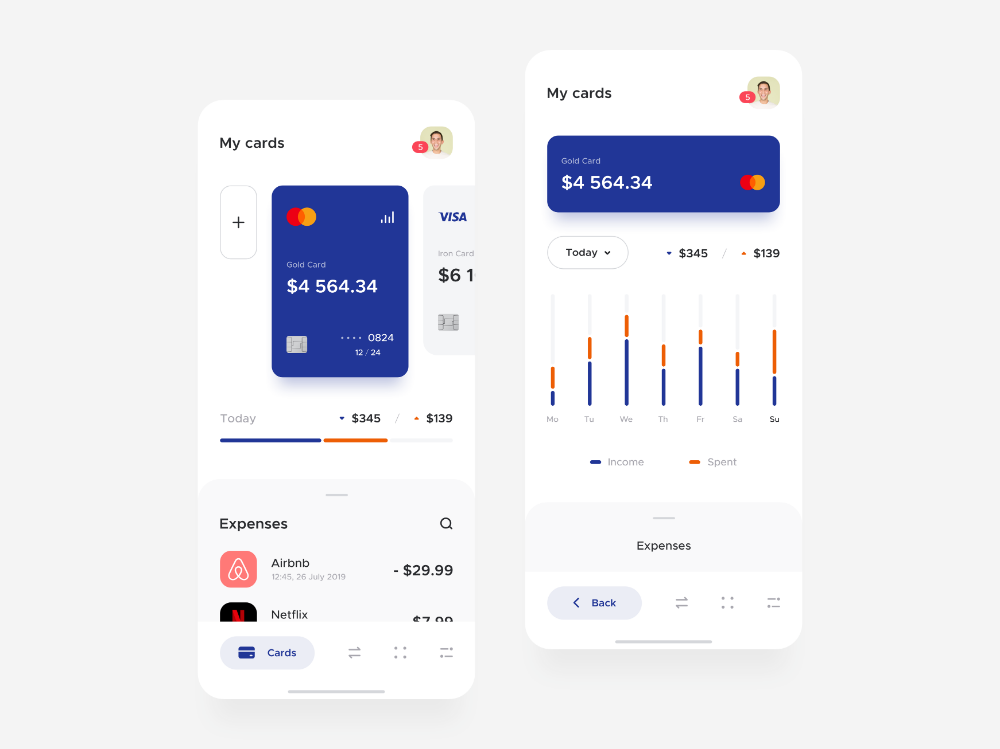 My cards
5
+
VISA
Gold Card
$4 564.34
Iron Card
$6 1
•••• 0824
12 / 24
Today
$345 / $139
Expenses
Airbnb
12:45, 26 July 2019
- $29.99
Netflix
Cards
My cards
5
Gold Card
$4 564.34
Today
$345 / $139
Mo Tu We Th Fr Sa Su
Income Spent
Expenses
Back